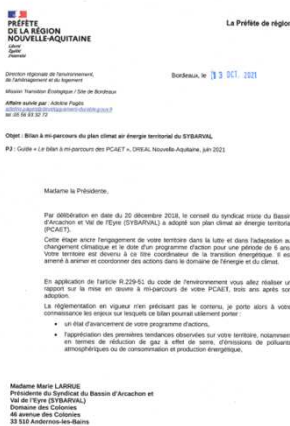 PRÉFÈTE
DE LA RÉGION
NOUVELLE-AQUITAINE
Liberté
Égalité
Fraternité
La Préfète de région
Direction régionale de l'environnement,
de l'aménagement et du logement
Bordeaux, le 13 OCT. 2021
Mission Transition Écologique / Site de Bordeaux
Affaire suivie par : Adeline Pagès
tél 05 56 93 32 72
Objet : Bilan à mi-parcours du plan climat air énergie territorial du SYBARVAL
PJ : Guide « Le bilan à mi-parcours des PCAET », DREAL Nouvelle-Aquitaine, juin 2021
Madame la Présidente,
Par délibération en date du 20 décembre 2018, le conseil du syndicat mixte du Bassin
d'Arcachon et Val de l'Eyre (SYBARVAL) a adopté son plan climat air énergie territoria
(PCAET).
Cette étape ancre l'engagement de votre territoire dans la lutte et dans l'adaptation au
changement climatique et le dote d'un programme d'action pour une période de 6 ans
Votre territoire est devenu à ce titre coordinateur de la transition énergétique. Il es
amené à animer et coordonner des actions dans le domaine de l'énergie et du climat.
En application de l'article R.229-51 du code de l'environnement vous allez réaliser un
rapport sur la mise en œuvre à mi-parcours de votre PCAET, trois ans après son
adoption.
La réglementation en vigueur n'en précisant pas le contenu, je porte alors à votre
connaissance les enjeux sur lesquels ce bilan pourrait utilement porter :
• un état d'avancement de votre programme d'actions,
• l'appréciation des premières tendances observées sur votre territoire, notammen
en termes de réduction de gaz à effet de serre, d'émissions de polluants
atmosphériques ou de consommation et production énergétique,
Madame Marie LARRUE
Présidente du Syndicat du Bassin d'Arcachon et
Val de l'Eyre (SYBARVAL)
Domaine des Colonies
46 avenue des Colonies
33 510 Andernos-les-Bains